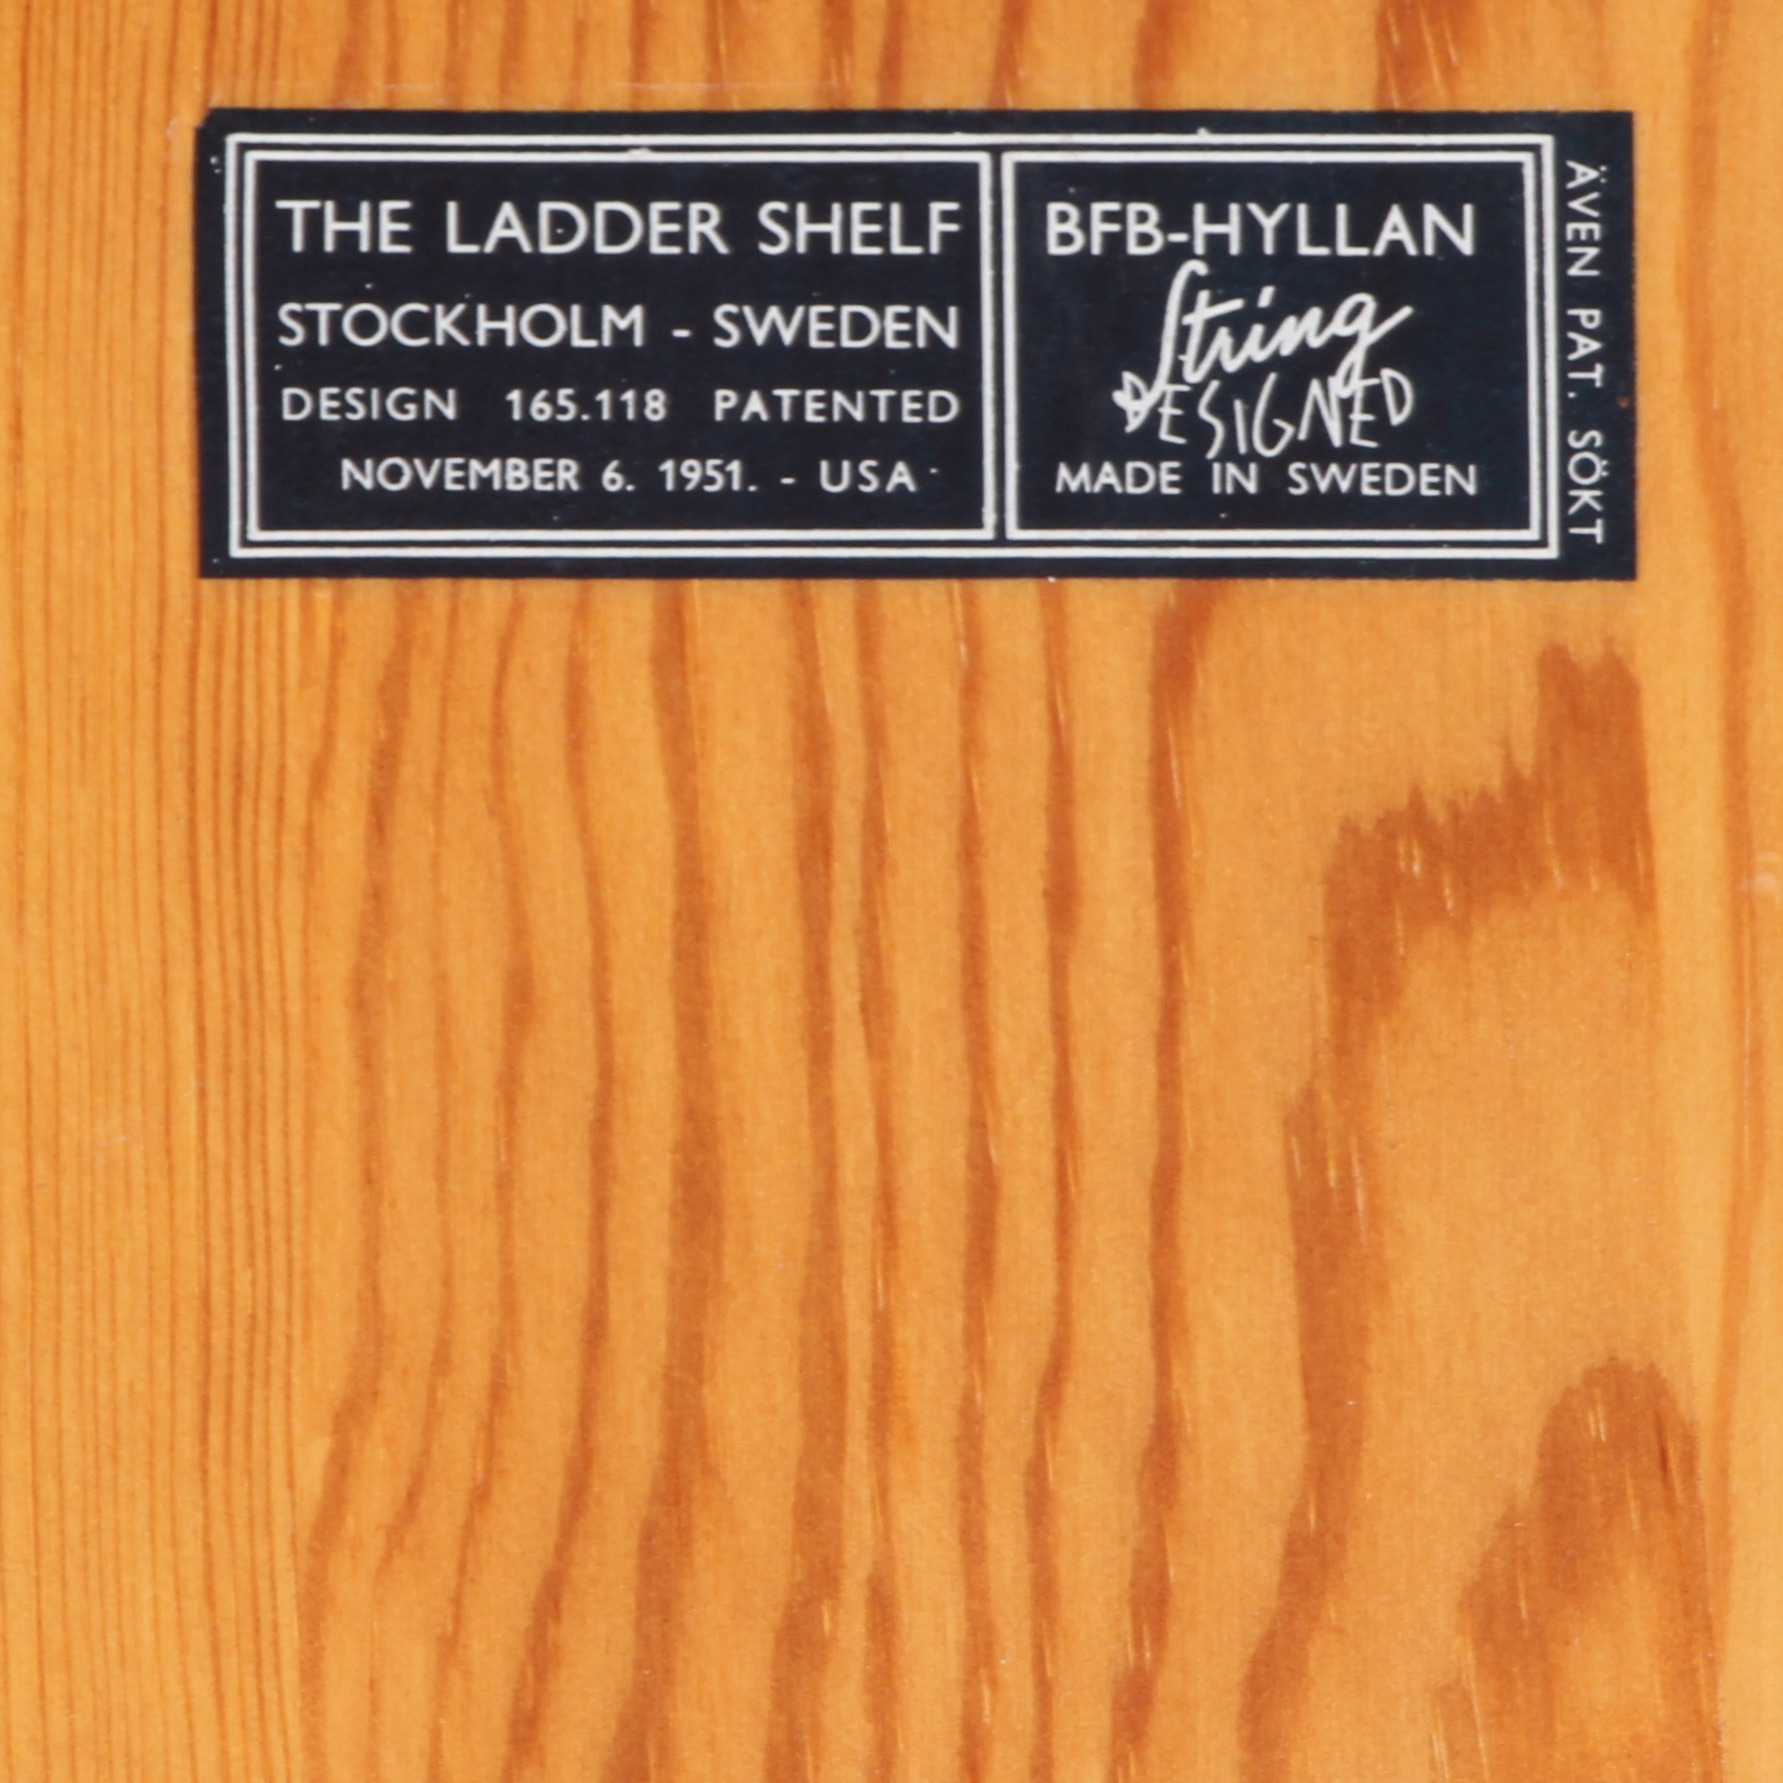 THE LADDER SHELF
STOCKHOLM - SWEDEN
DESIGN 165.118 PATENTED
NOVEMBER 6. 1951. - USA
BFB-HYLLAN
String
DESIGNED
MADE IN SWEDEN
ÄVEN PAT. SÖKT